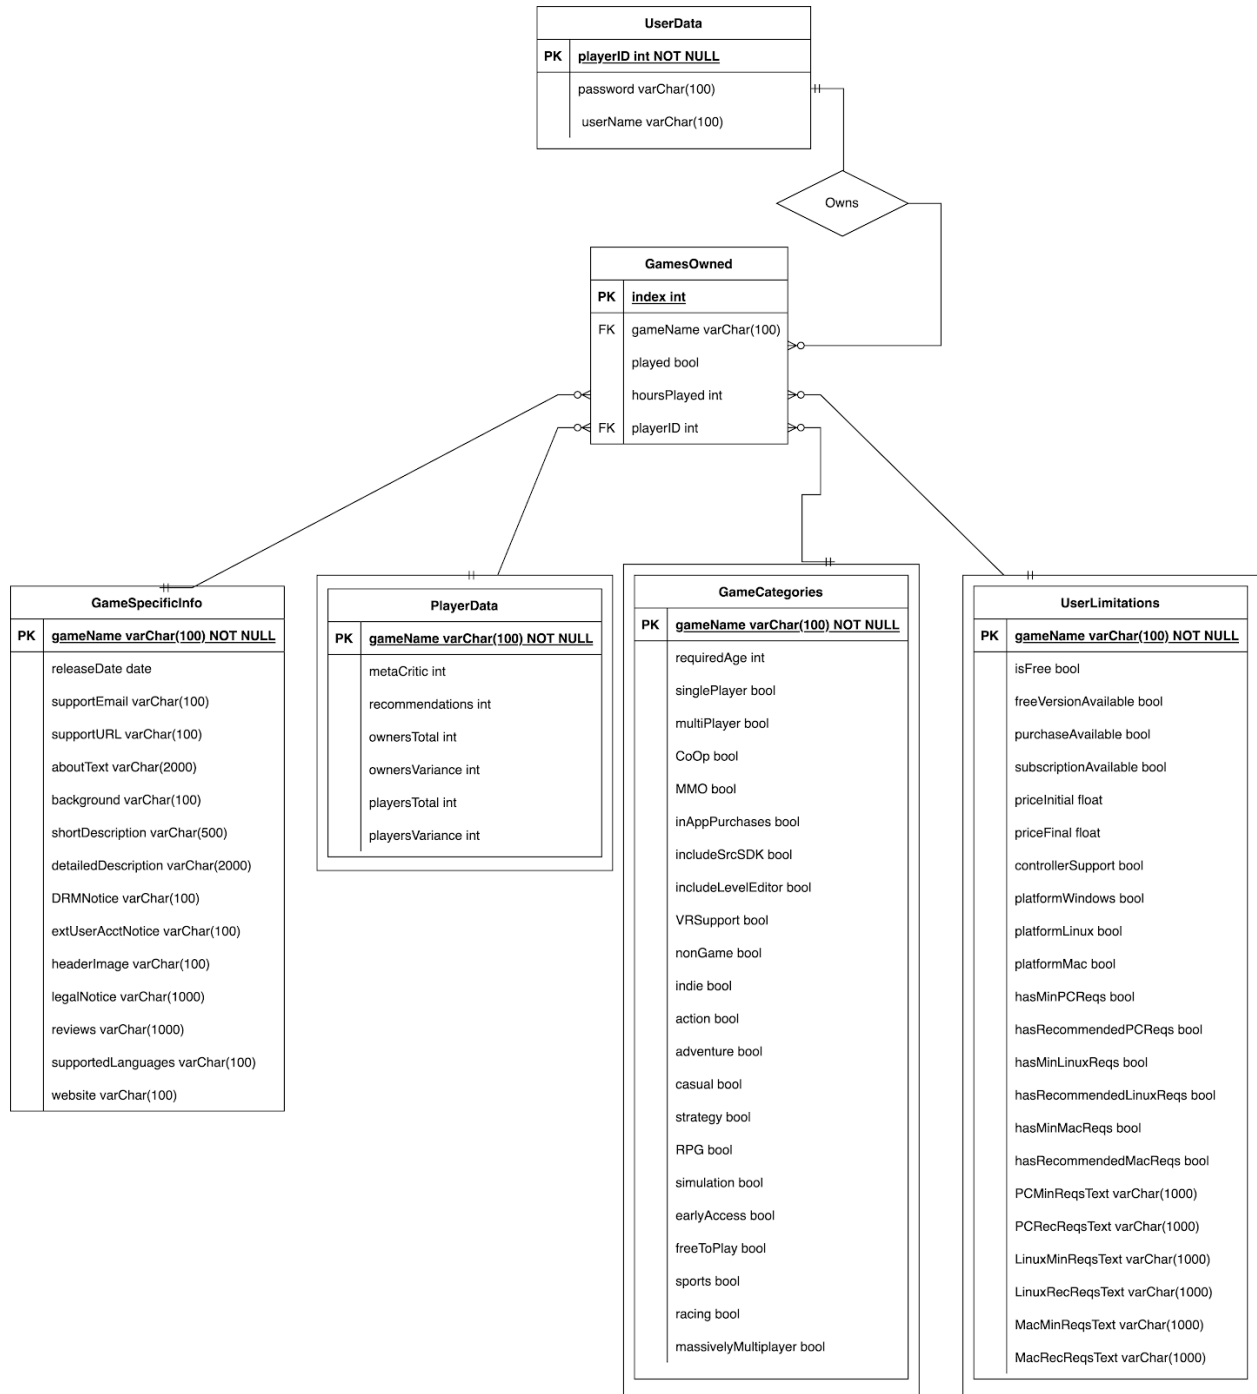 UserData
PK playerID int NOT NULL
password varChar(100)
userName varChar(100)
Owns
GamesOwned
PK index int
FK gameName varChar(100)
played bool
hoursPlayed int
FK playerID int
GameSpecificInfo
PK gameName varChar(100) NOT NULL
releaseDate date
supportEmail varChar(100)
supportURL varChar(100)
aboutText varChar(2000)
background varChar(100)
shortDescription varChar(500)
detailedDescription varChar(2000)
DRMNotice varChar(100)
extUserAcctNotice varChar(100)
headerImage varChar(100)
legalNotice varChar(1000)
reviews varChar(1000)
supportedLanguages varChar(100)
website varChar(100)
PlayerData
PK gameName varChar(100) NOT NULL
metaCritic int
recommendations int
ownersTotal int
ownersVariance int
playersTotal int
playersVariance int
GameCategories
PK gameName varChar(100) NOT NULL
requiredAge int
singlePlayer bool
multiPlayer bool
CoOp bool
MMO bool
inAppPurchases bool
includeSrcSDK bool
includeLevelEditor bool
VRSupport bool
nonGame bool
indie bool
action bool
adventure bool
casual bool
strategy bool
RPG bool
simulation bool
earlyAccess bool
freeToPlay bool
sports bool
racing bool
massivelyMultiplayer bool
UserLimitations
PK gameName varChar(100) NOT NULL
isFree bool
freeVersionAvailable bool
purchaseAvailable bool
subscriptionAvailable bool
priceInitial float
priceFinal float
controllerSupport bool
platformWindows bool
platformLinux bool
platformMac bool
hasMinPCReqs bool
hasRecommendedPCReqs bool
hasMinLinuxReqs bool
hasRecommendedLinuxReqs bool
hasMinMacReqs bool
hasRecommendedMacReqs bool
PCMinReqsText varChar(1000)
PCRecReqsText varChar(1000)
LinuxMinReqsText varChar(1000)
LinuxRecReqsText varChar(1000)
MacMinReqsText varChar(1000)
MacRecReqsText varChar(1000)